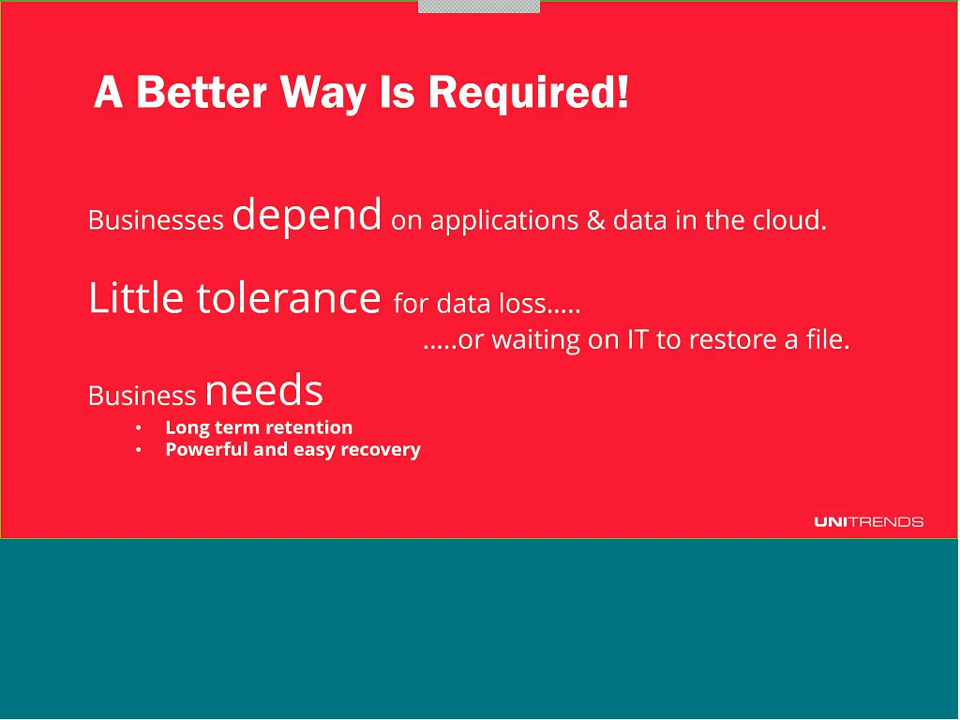 A Better Way Is Required!
Businesses depend on applications & data in the cloud.
Little tolerance for data loss.....
.....or waiting on IT to restore a file.
Business needs
• Long term retention
• Powerful and easy recovery
UNITRENDS